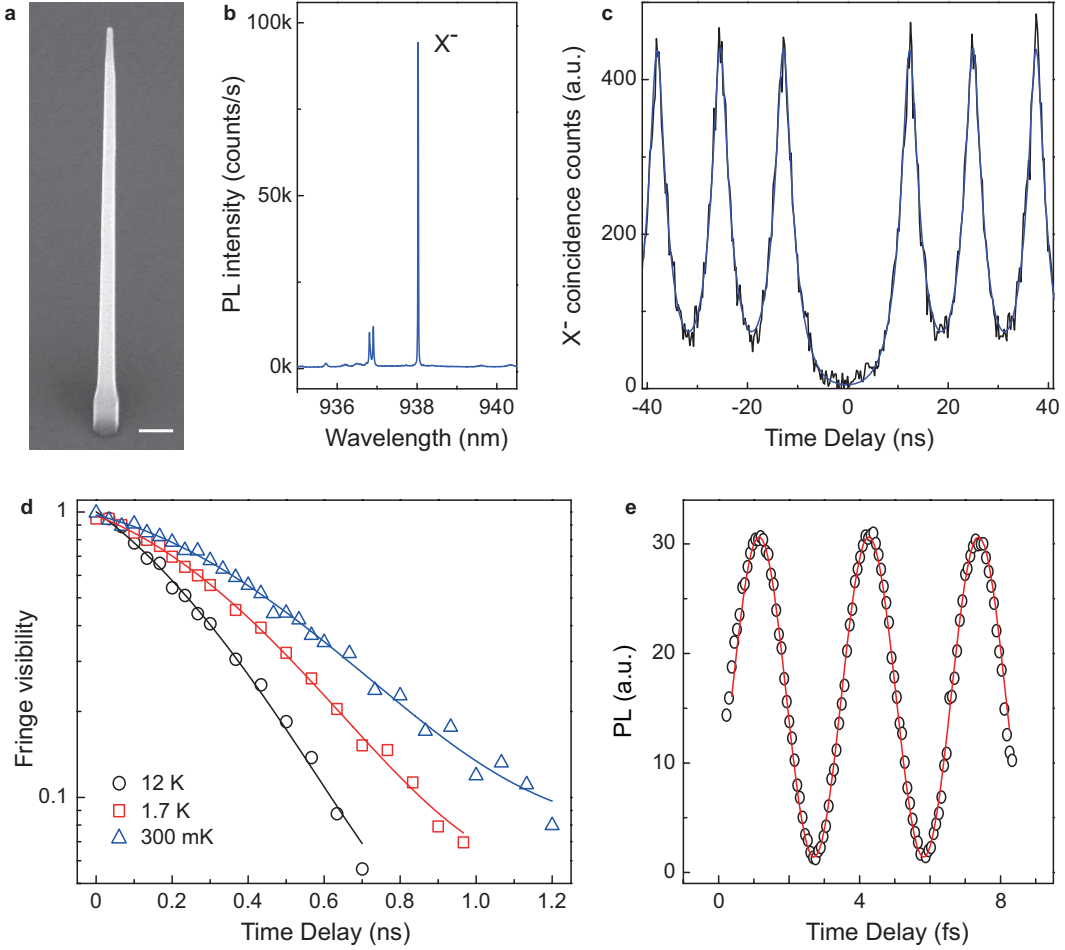 a
b
100k
50k
0k
X⁻
PL intensity (counts/s)
936
938
940
Wavelength (nm)
c
400
200
0
X⁻ coincidence counts (a.u.)
-40
-20
0
20
40
Time Delay (ns)
d
1
0.1
Fringe visibility
12 K
1.7 K
300 mK
0
0.2
0.4
0.6
0.8
1.0
1.2
Time Delay (ns)
e
30
20
10
0
PL (a.u.)
0
4
8
Time Delay (fs)